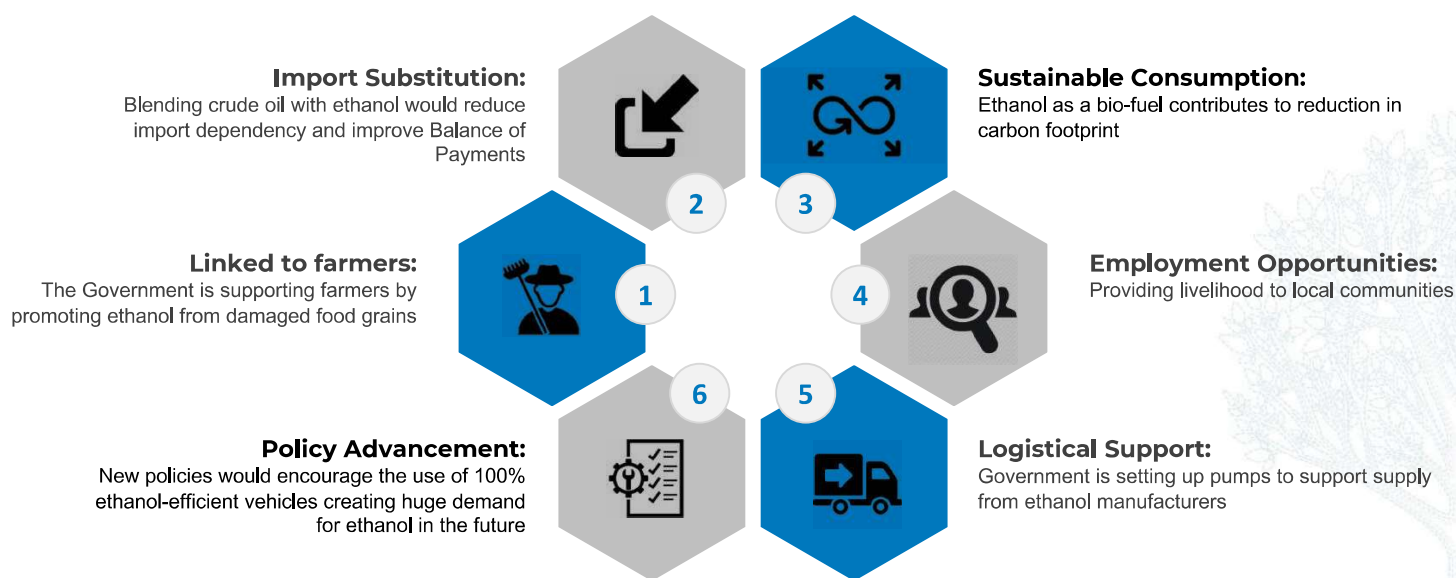 Import Substitution:
Blending crude oil with ethanol would reduce
import dependency and improve Balance of
Payments
2
3
Sustainable Consumption:
Ethanol as a bio-fuel contributes to reduction in
carbon footprint
Linked to farmers:
The Government is supporting farmers by
promoting ethanol from damaged food grains
1
4
Employment Opportunities:
Providing livelihood to local communities
Policy Advancement:
New policies would encourage the use of 100%
ethanol-efficient vehicles creating huge demand
for ethanol in the future
6
5
Logistical Support:
Government is setting up pumps to support supply
from ethanol manufacturers